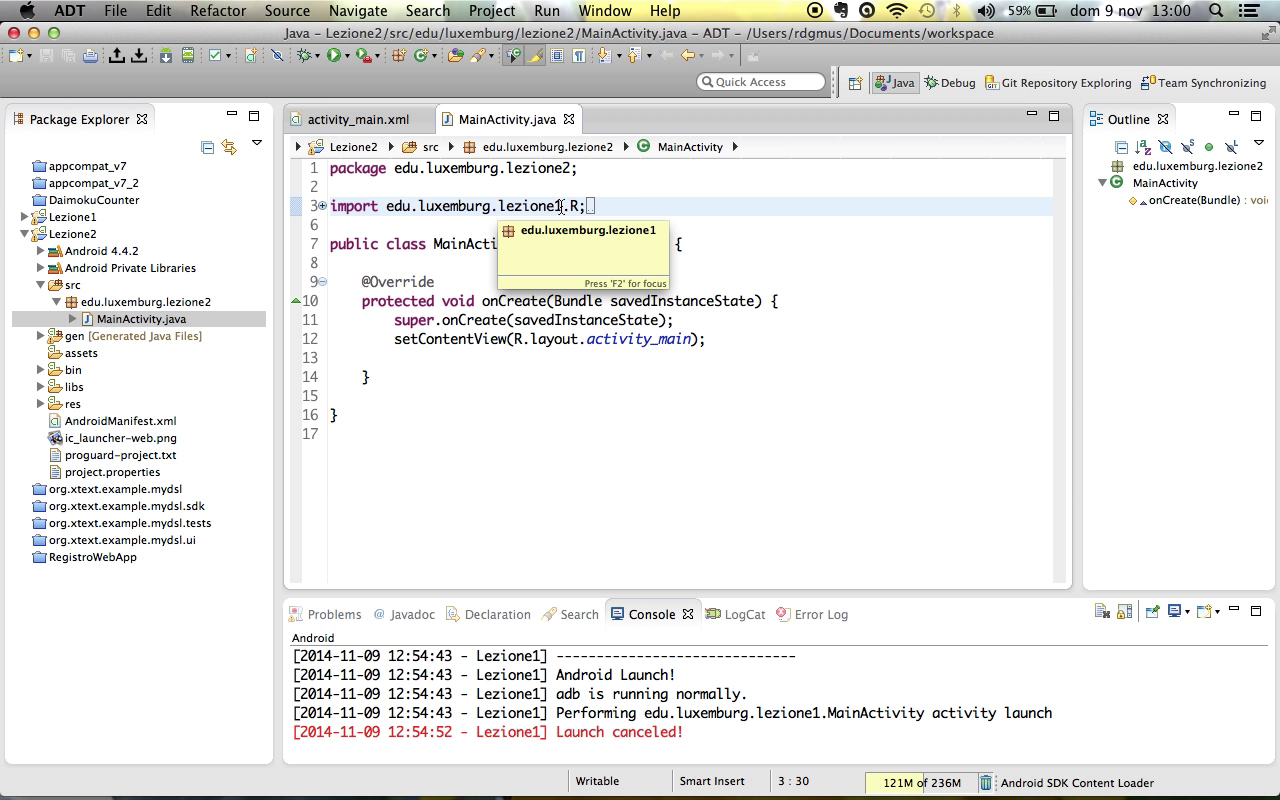 ADT File Edit Refactor Source Navigate Search Project Run Window Help 59% dom 9 nov 13:00
Java – Lezione2/src/edu/luxemburg/lezione2/MainActivity.java – ADT – /Users/rdgmus/Documents/workspace
Quick Access Java Debug Git Repository Exploring Team Synchronizing
Package Explorer
appcompat_v7
appcompat_v7_2
DaimokuCounter
Lezione1
Lezione2
Android 4.4.2
Android Private Libraries
src
edu.luxemburg.lezione2
MainActivity.java
gen [Generated Java Files]
assets
bin
libs
res
AndroidManifest.xml
ic_launcher-web.png
proguard-project.txt
project.properties
org.xtext.example.mydsl
org.xtext.example.mydsl.sdk
org.xtext.example.mydsl.tests
org.xtext.example.mydsl.ui
RegistroWebApp
activity_main.xml MainActivity.java
Lezione2 src edu.luxemburg.lezione2 MainActivity
1 package edu.luxemburg.lezione2;
2
3 import edu.luxemburg.lezione1.R;
6
7 public class MainActi {
8
9 @Override
10 protected void onCreate(Bundle savedInstanceState) {
11 super.onCreate(savedInstanceState);
12 setContentView(R.layout.activity_main);
13
14 }
15
16 }
17
edu.luxemburg.lezione1
Press 'F2' for focus
Outline
edu.luxemburg.lezione2
MainActivity
onCreate(Bundle) : voi
Problems @ Javadoc Declaration Search Console LogCat Error Log
Android
[2014-11-09 12:54:43 - Lezione1] ------------------------------
[2014-11-09 12:54:43 - Lezione1] Android Launch!
[2014-11-09 12:54:43 - Lezione1] adb is running normally.
[2014-11-09 12:54:43 - Lezione1] Performing edu.luxemburg.lezione1.MainActivity activity launch
[2014-11-09 12:54:52 - Lezione1] Launch canceled!
Writable Smart Insert 3 : 30 121M of 236M Android SDK Content Loader